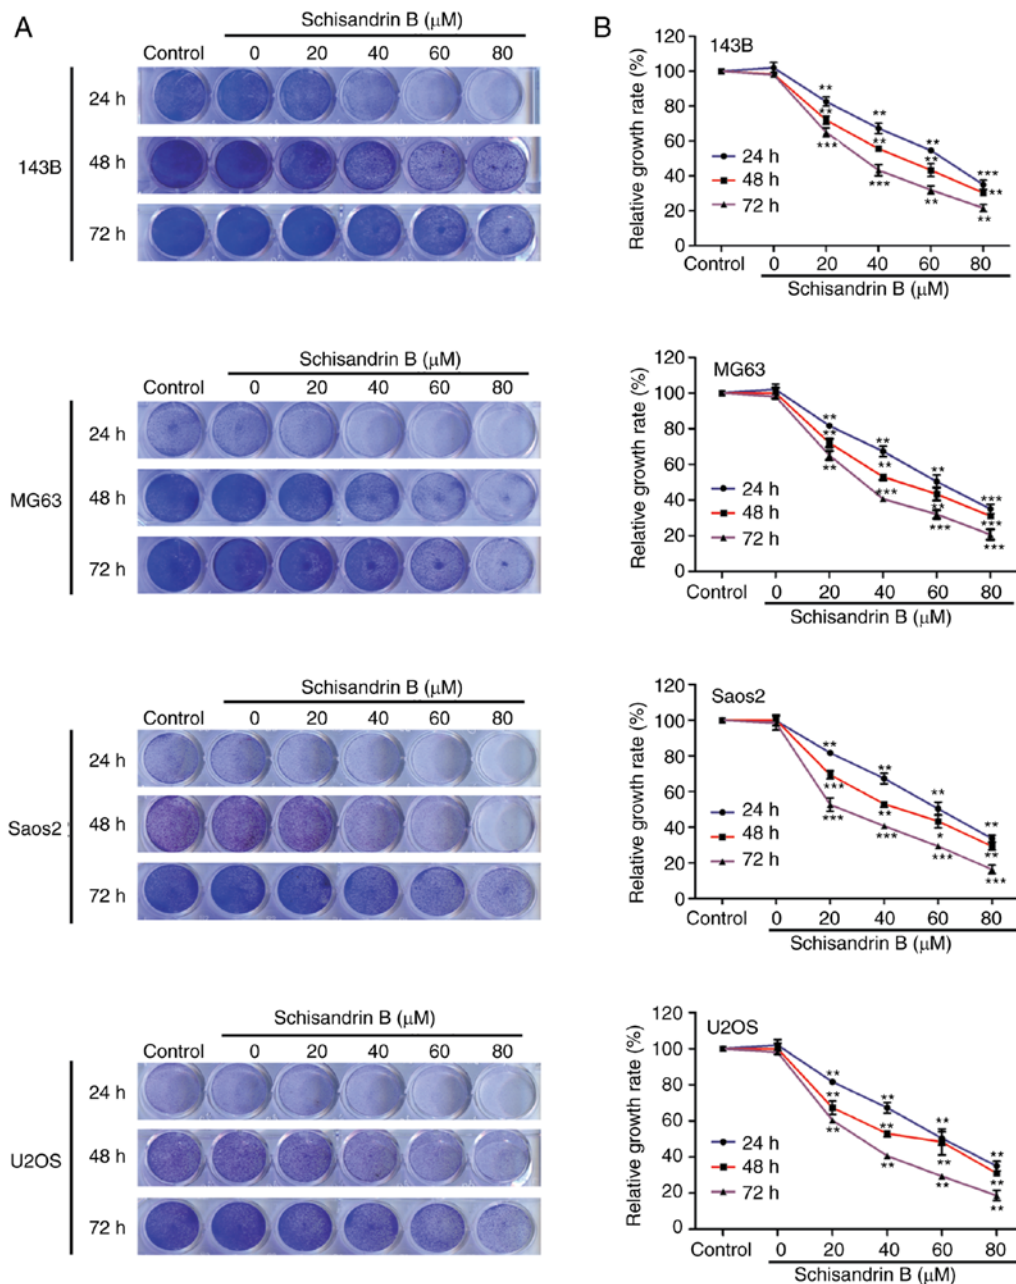 A
Schisandrin B (μM)
Control 0 20 40 60 80
24 h
143B
48 h
72 h
Schisandrin B (μM)
Control 0 20 40 60 80
24 h
MG63
48 h
72 h
Schisandrin B (μM)
Control 0 20 40 60 80
24 h
Saos2
48 h
72 h
Schisandrin B (μM)
Control 0 20 40 60 80
24 h
U2OS
48 h
72 h
B
143B
Relative growth rate (%)
120
100
80
60
40
20
0
24 h
48 h
72 h
** ** ** ***
** ** ** **
*** *** ** **
Control 0 20 40 60 80
Schisandrin B (μM)
MG63
Relative growth rate (%)
120
100
80
60
40
20
0
24 h
48 h
72 h
** ** ** ***
** ** ** ***
** *** *** ***
Control 0 20 40 60 80
Schisandrin B (μM)
Saos2
Relative growth rate (%)
120
100
80
60
40
20
0
24 h
48 h
72 h
** ** ** **
*** ** * **
*** *** *** ***
Control 0 20 40 60 80
Schisandrin B (μM)
U2OS
Relative growth rate (%)
120
100
80
60
40
20
0
24 h
48 h
72 h
** ** ** **
** ** ** **
** ** ** **
Control 0 20 40 60 80
Schisandrin B (μM)